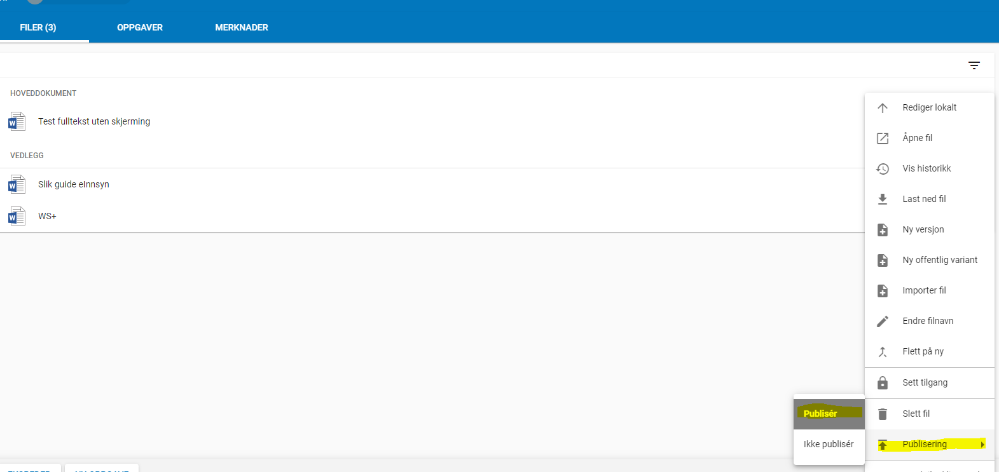 FILER (3) OPPGAVER MERKNADER
HOVEDDOKUMENT
Test fulltekst uten skjerming
VEDLEGG
Slik guide eInnsyn
WS+
Rediger lokalt
Åpne fil
Vis historikk
Last ned fil
Ny versjon
Ny offentlig variant
Importer fil
Endre filnavn
Flett på ny
Sett tilgang
Slett fil
Publisering
Publisér
Ikke publisér